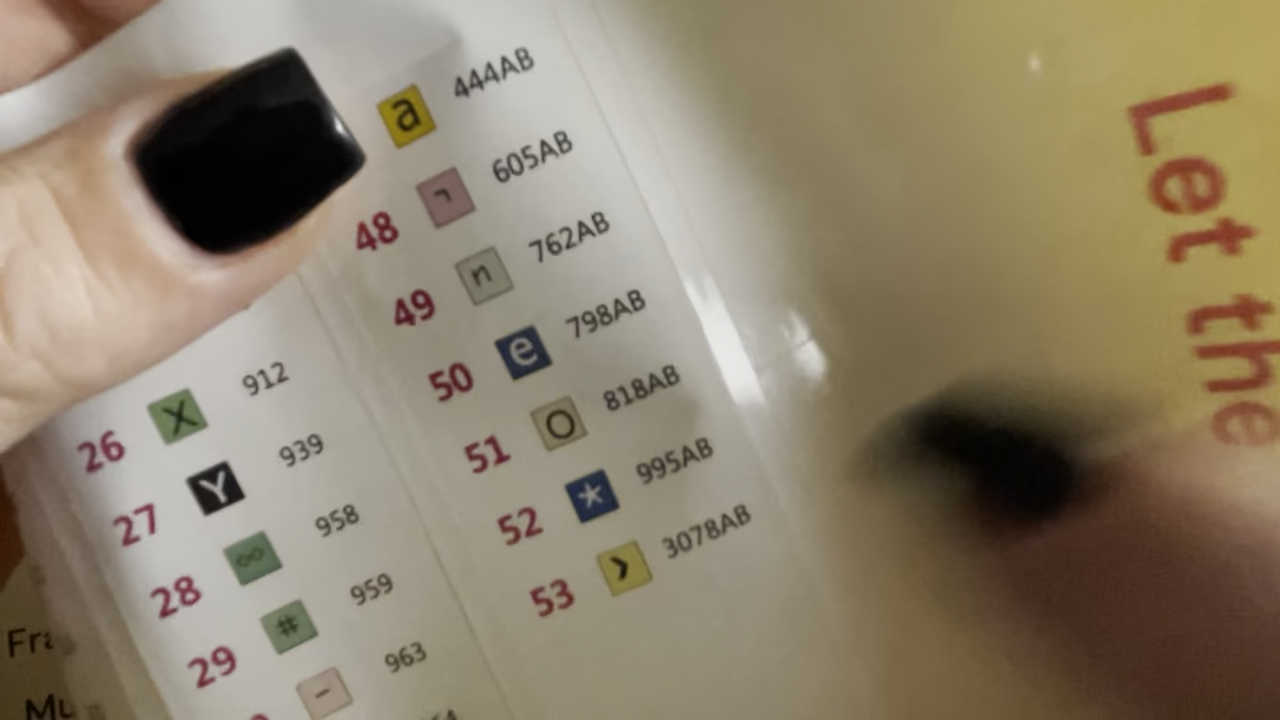 a 444AB
48 ㄱ 605AB
49 n 762AB
50 e 798AB
51 O 818AB
52 * 995AB
53 ❯ 3078AB
26 X 912
27 Y 939
28 ∞ 958
29 # 959
− 963
Let the